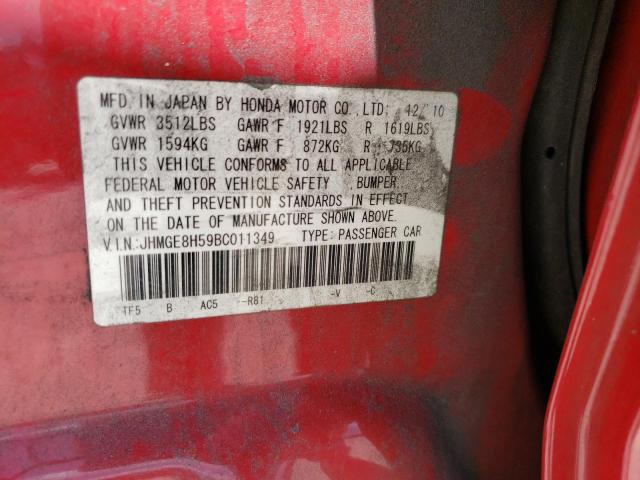 MFD. IN JAPAN BY HONDA MOTOR CO., LTD. 12/10
GVWR 3512LBS GAWR F 1921LBS R 1619LBS
GVWR 1594KG GAWR F 872KG R 735KG
THIS VEHICLE CONFORMS TO ALL APPLICABLE
FEDERAL MOTOR VEHICLE SAFETY , BUMPER,
AND THEFT PREVENTION STANDARDS IN EFFECT
ON THE DATE OF MANUFACTURE SHOWN ABOVE.
V.I.N.:JHMGE8H59BC011349 TYPE: PASSENGER CAR
TF5 B AC5 -R81 -V -C